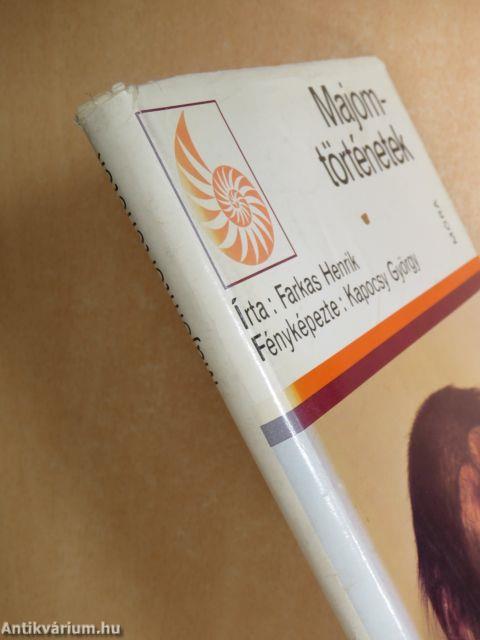 Majom-
történetek
MÓRA
Írta: Farkas Henrik
Fényképezte: Kapocsy György
Antikvárium.hu